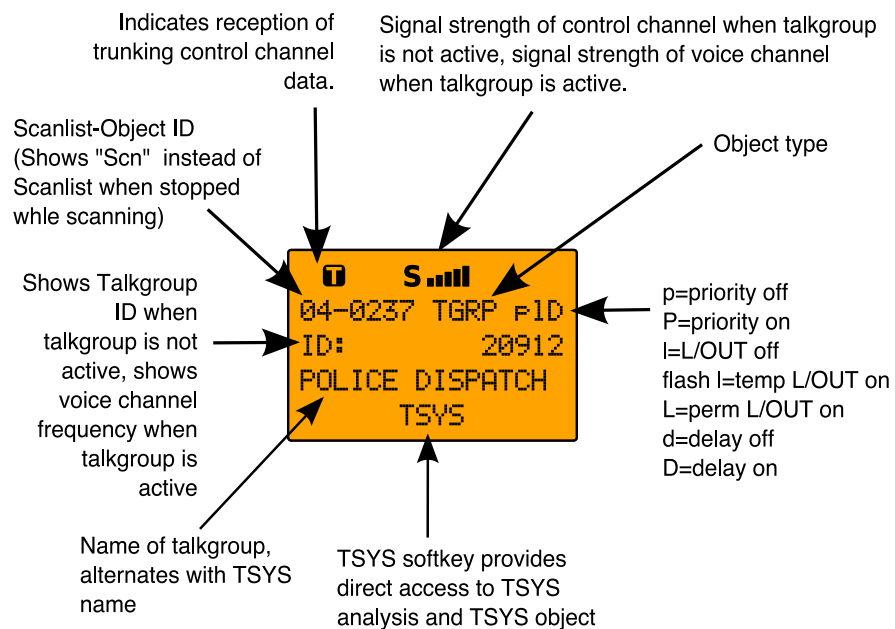 Indicates reception of
trunking control channel
data.
Signal strength of control channel when talkgroup
is not active, signal strength of voice channel
when talkgroup is active.
Scanlist-Object ID
(Shows "Scn"  instead of
Scanlist when stopped
whle scanning)
Object type
T S
04-0237 TGRP plD
ID: 20912
POLICE DISPATCH
TSYS
Shows Talkgroup
ID when
talkgroup is not
active, shows
voice channel
frequency when
talkgroup is
active
p=priority off
P=priority on
l=L/OUT off
flash l=temp L/OUT on
L=perm L/OUT on
d=delay off
D=delay on
Name of talkgroup,
alternates with TSYS
name
TSYS softkey provides
direct access to TSYS
analysis and TSYS object